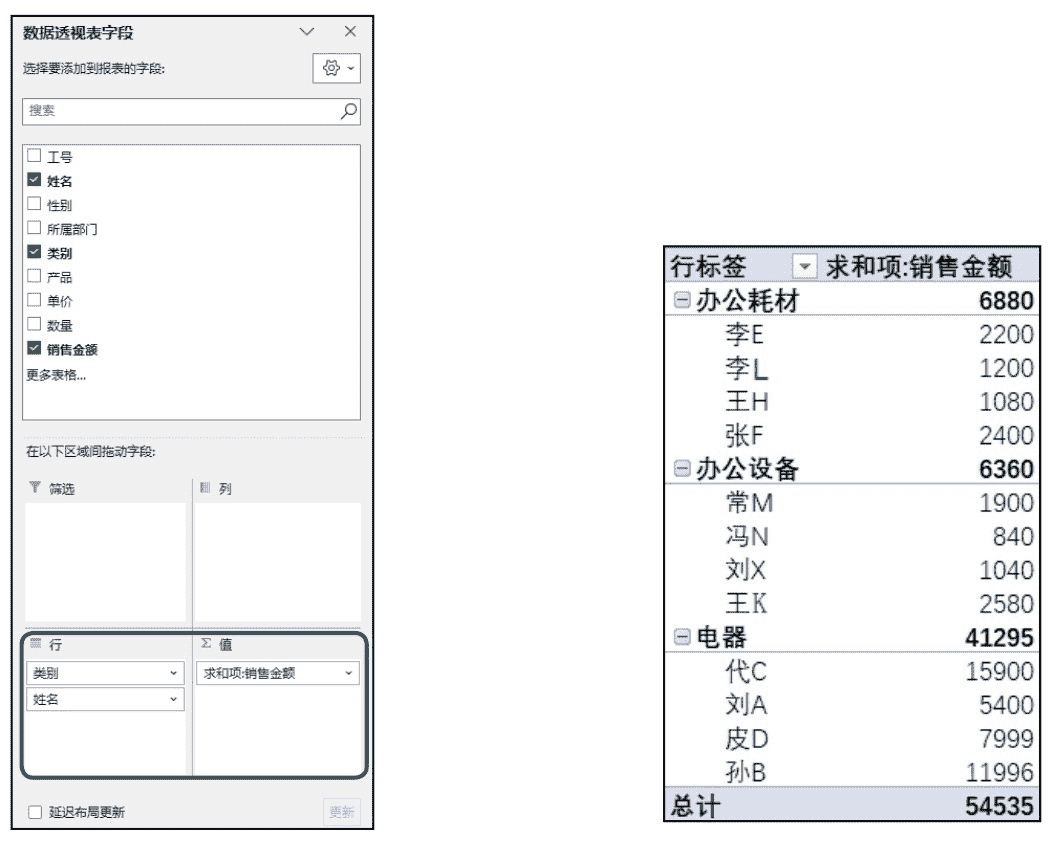 数据透视表字段
选择要添加到报表的字段:
搜索
工号
姓名
性别
所属部门
类别
产品
单价
数量
销售金额
更多表格...
在以下区域间拖动字段:
筛选
列
行
类别
姓名
Σ 值
求和项:销售金额
延迟布局更新
更新
行标签 求和项:销售金额
办公耗材 6880
李E 2200
李L 1200
王H 1080
张F 2400
办公设备 6360
常M 1900
冯N 840
刘X 1040
王K 2580
电器 41295
代C 15900
刘A 5400
皮D 7999
孙B 11996
总计 54535